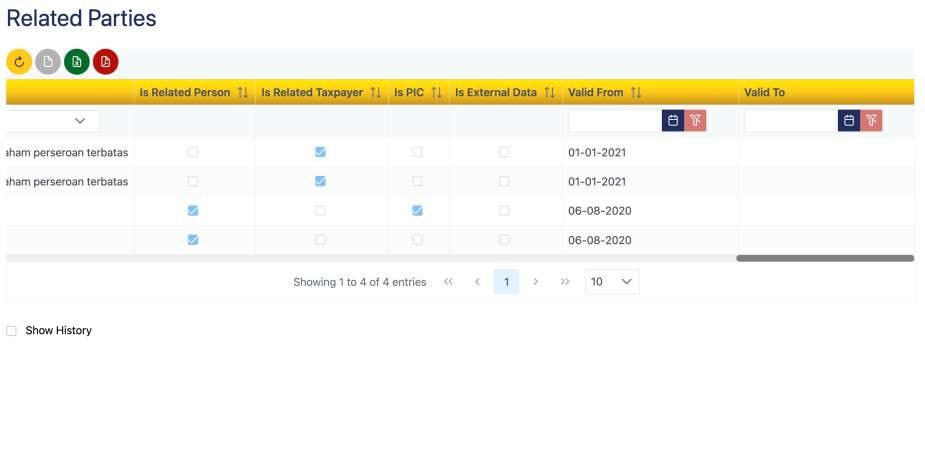 Related Parties
Is Related Person Is Related Taxpayer Is PIC Is External Data Valid From Valid To
aham perseroan terbatas 01-01-2021
aham perseroan terbatas 01-01-2021
06-08-2020
06-08-2020
Showing 1 to 4 of 4 entries « ‹ 1 › » 10
Show History